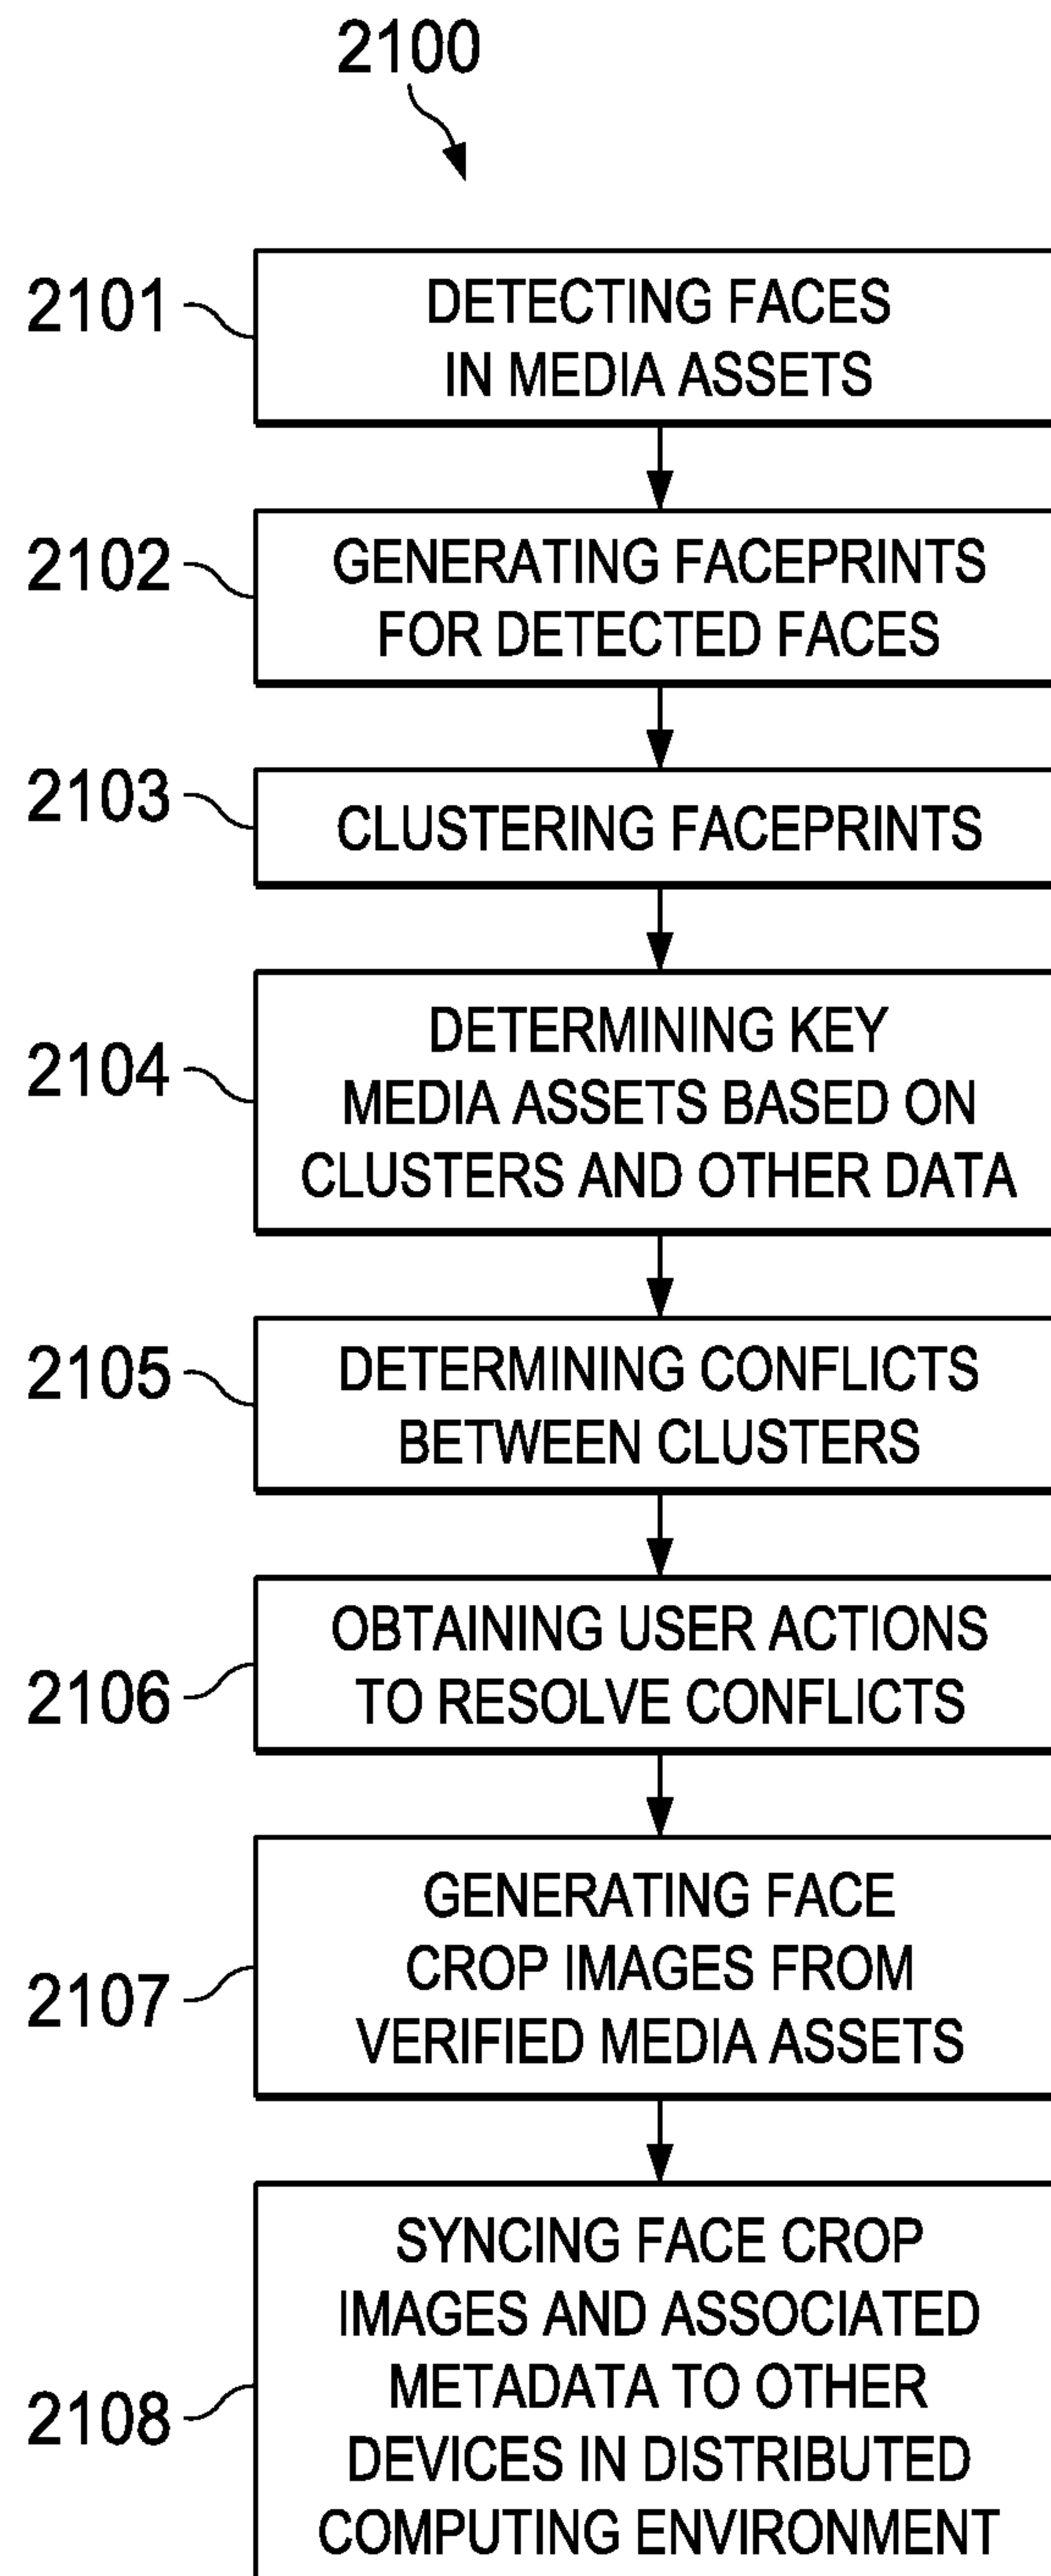 2100
2101
DETECTING FACES
IN MEDIA ASSETS
2102
GENERATING FACEPRINTS
FOR DETECTED FACES
2103
CLUSTERING FACEPRINTS
2104
DETERMINING KEY
MEDIA ASSETS BASED ON
CLUSTERS AND OTHER DATA
2105
DETERMINING CONFLICTS
BETWEEN CLUSTERS
2106
OBTAINING USER ACTIONS
TO RESOLVE CONFLICTS
2107
GENERATING FACE
CROP IMAGES FROM
VERIFIED MEDIA ASSETS
2108
SYNCING FACE CROP
IMAGES AND ASSOCIATED
METADATA TO OTHER
DEVICES IN DISTRIBUTED
COMPUTING ENVIRONMENT